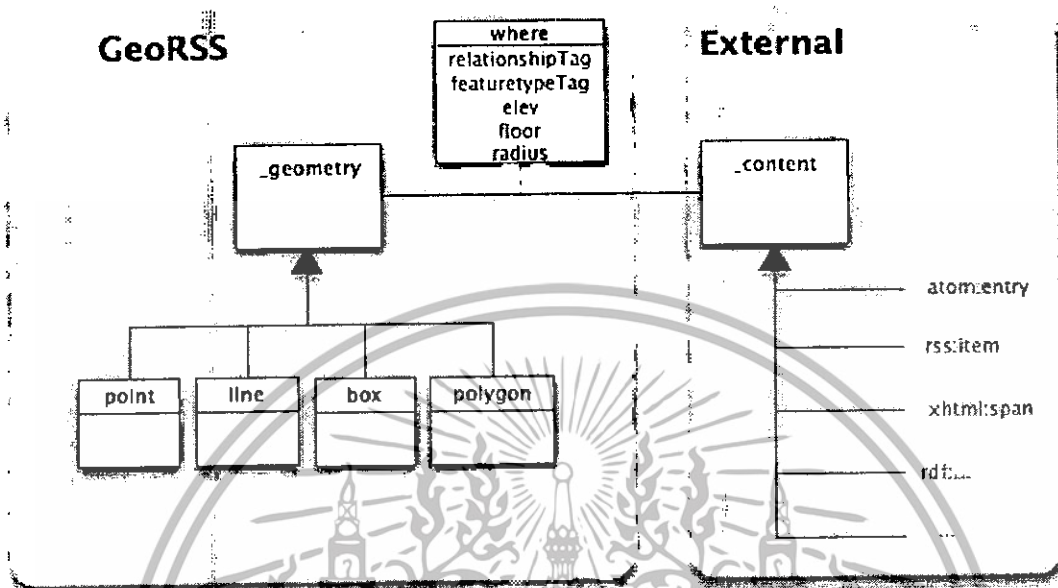 GeoRSS
where
External
relationshipTag
featuretypeTag
elev
floor
radius
_geometry
_content
atom:entry
rss:item
point
line
box
polygon
xhtml:span
rdf:...
...